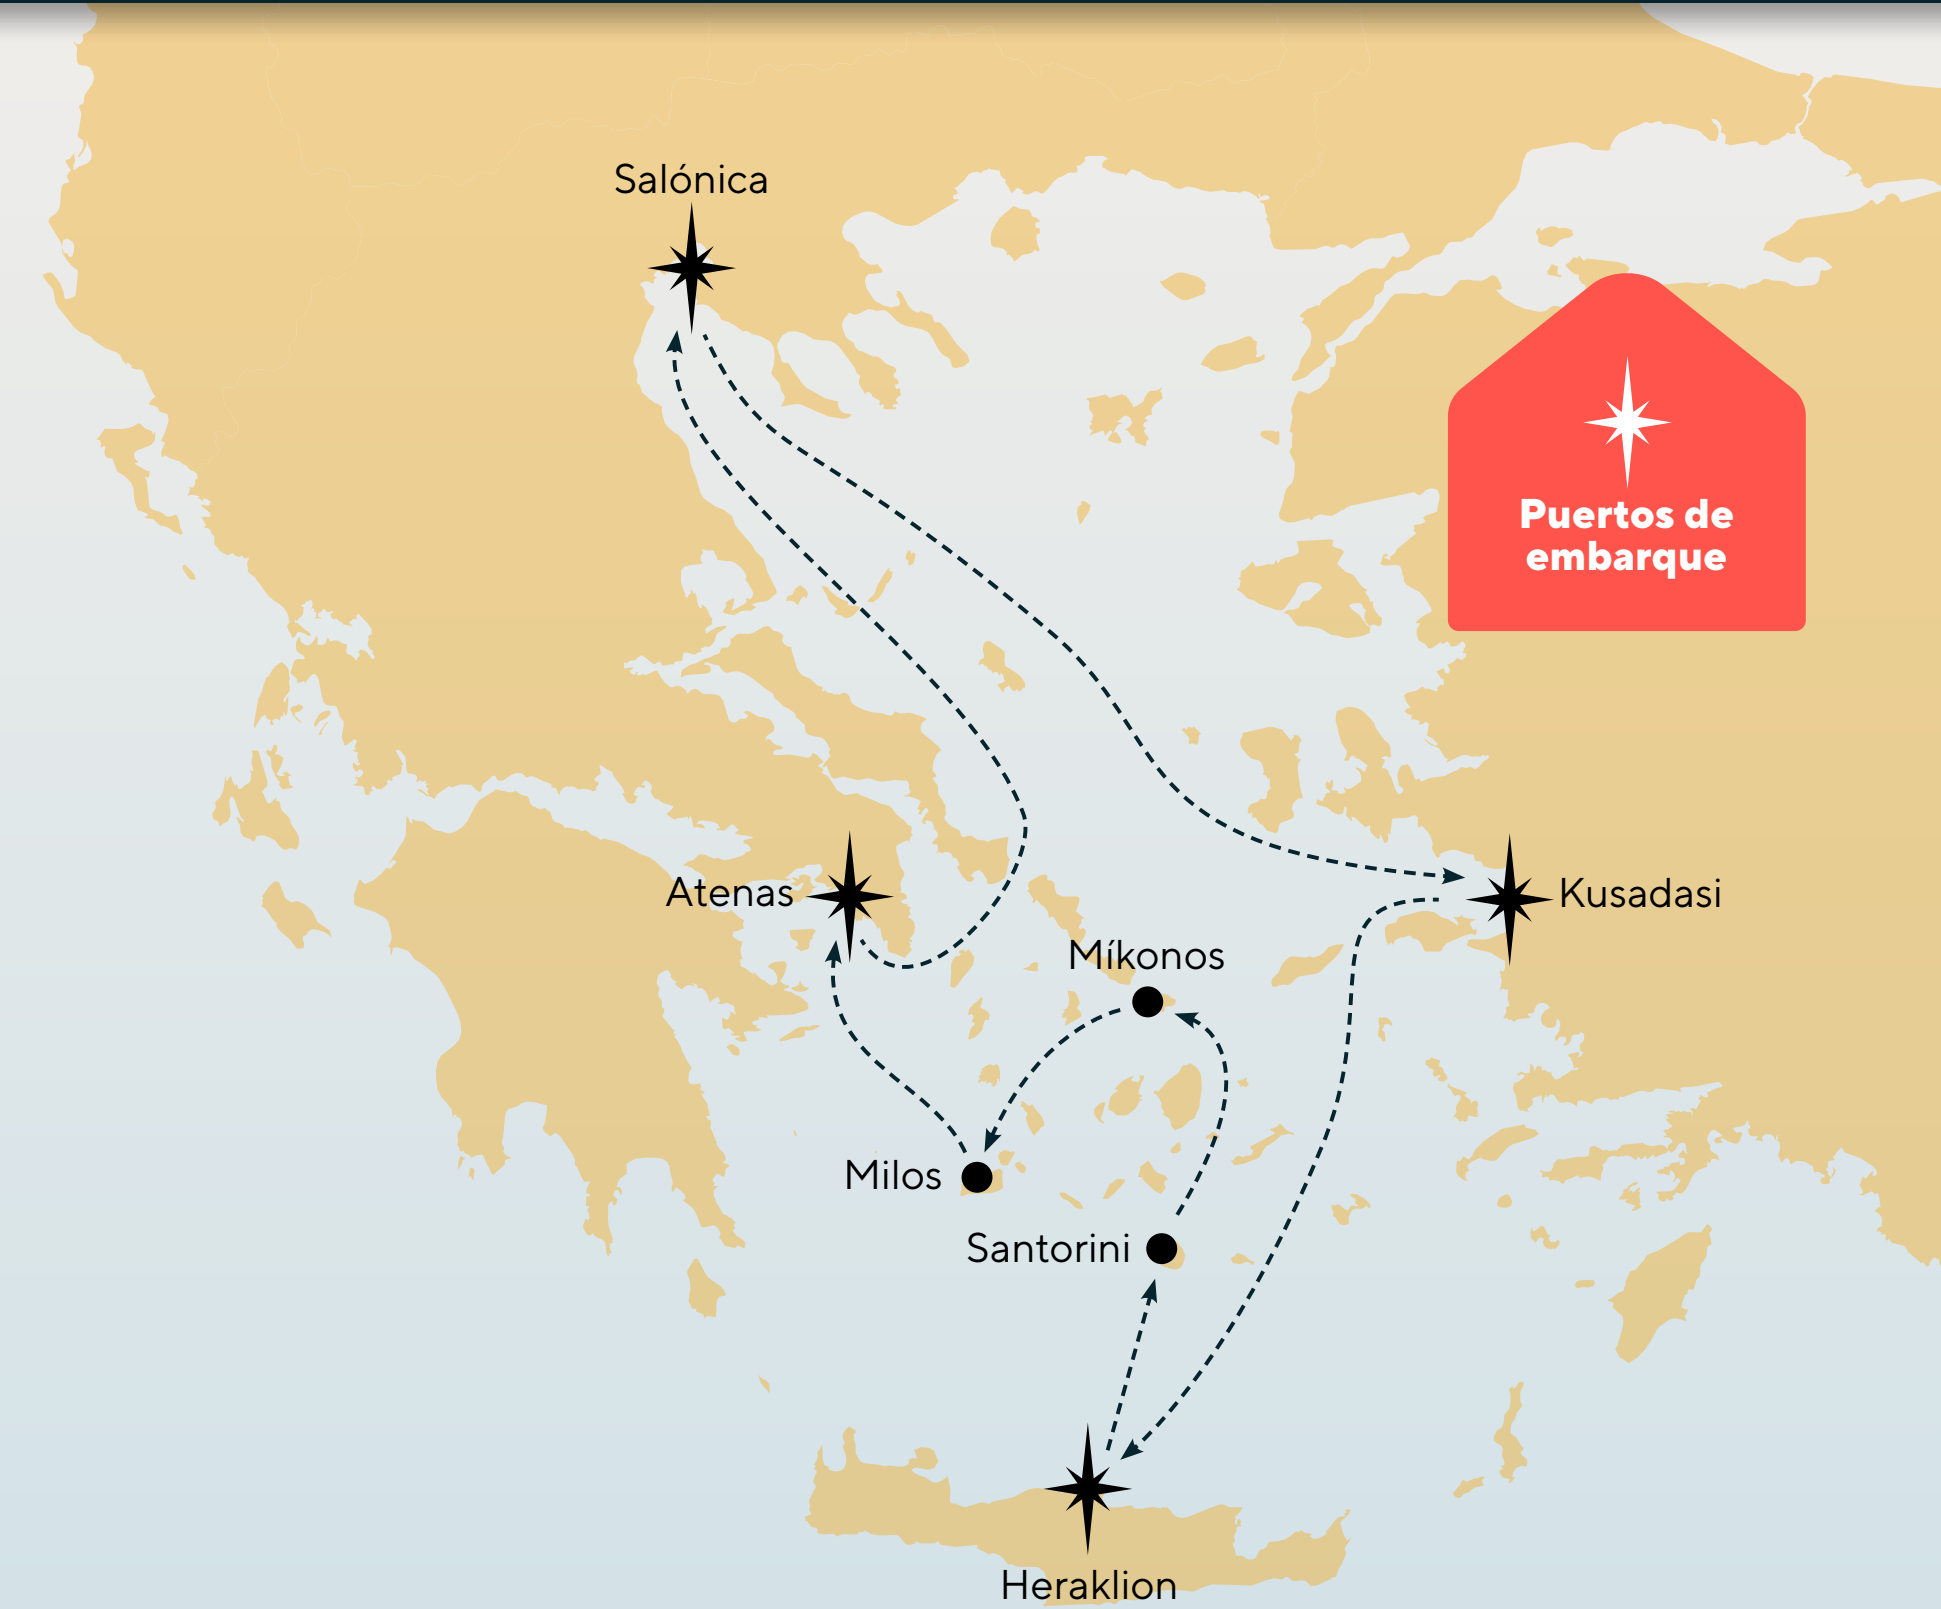 Salónica
Puertos de
embarque
Atenas
Kusadasi
Míkonos
Milos
Santorini
Heraklion